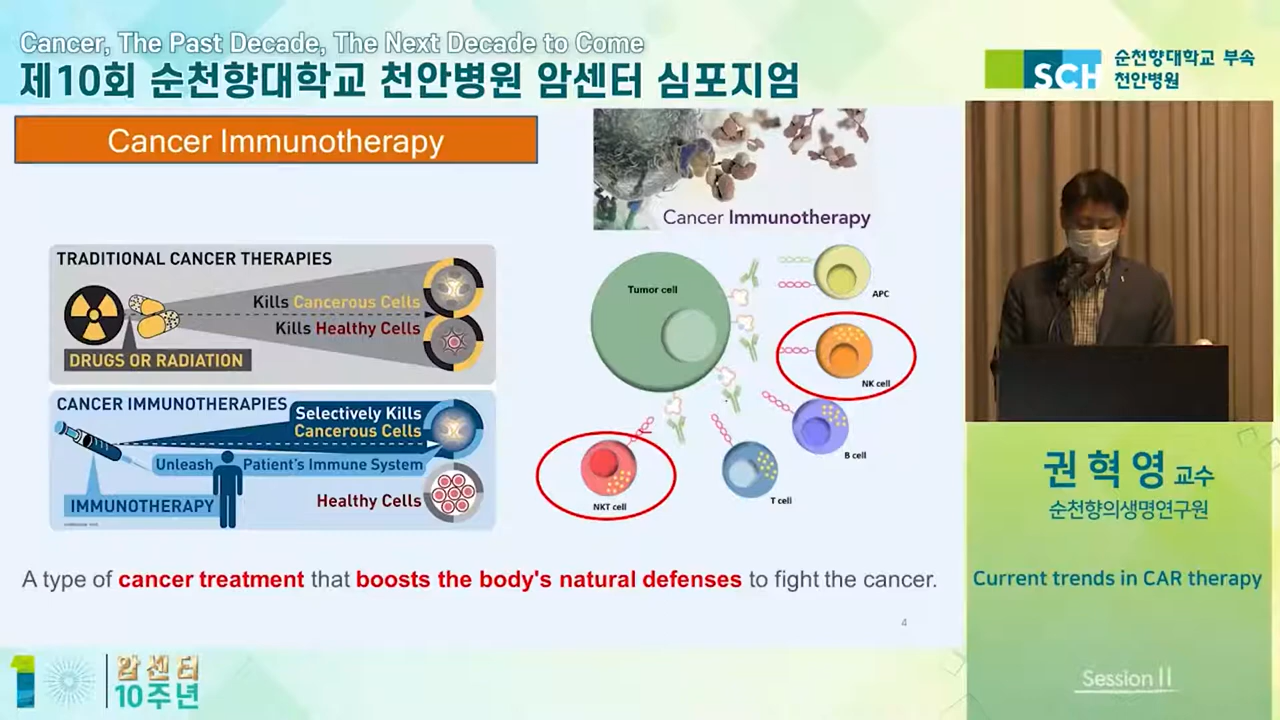 Cancer, The Past Decade, The Next Decade to Come
제10회 순천향대학교 천안병원 암센터 심포지엄
SCH
순천향대학교 부속
천안병원
Cancer Immunotherapy
Cancer Immunotherapy
TRADITIONAL CANCER THERAPIES
Kills Cancerous Cells
Kills Healthy Cells
DRUGS OR RADIATION
CANCER IMMUNOTHERAPIES
Selectively Kills
Cancerous Cells
Unleash Patient's Immune System
IMMUNOTHERAPY
Healthy Cells
Tumor cell
APC
NK cell
B cell
T cell
NKT cell
A type of cancer treatment that boosts the body's natural defenses to fight the cancer.
4
권혁영 교수
순천향의생명연구원
Current trends in CAR therapy
Session II
암센터
10주년